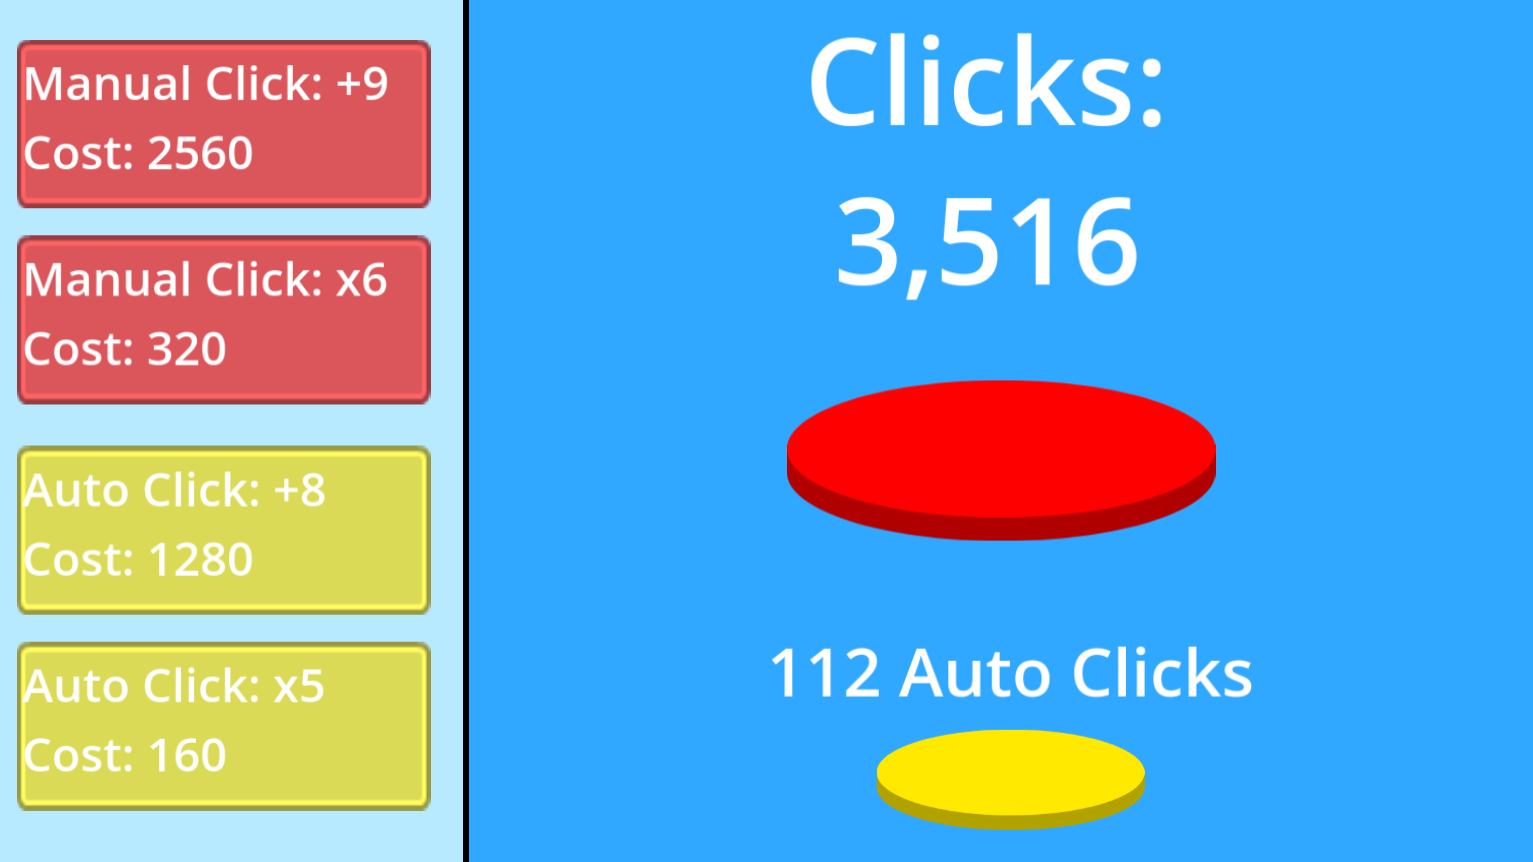 Manual Click: +9
Cost: 2560
Manual Click: x6
Cost: 320
Auto Click: +8
Cost: 1280
Auto Click: x5
Cost: 160
Clicks:
3,516
112 Auto Clicks